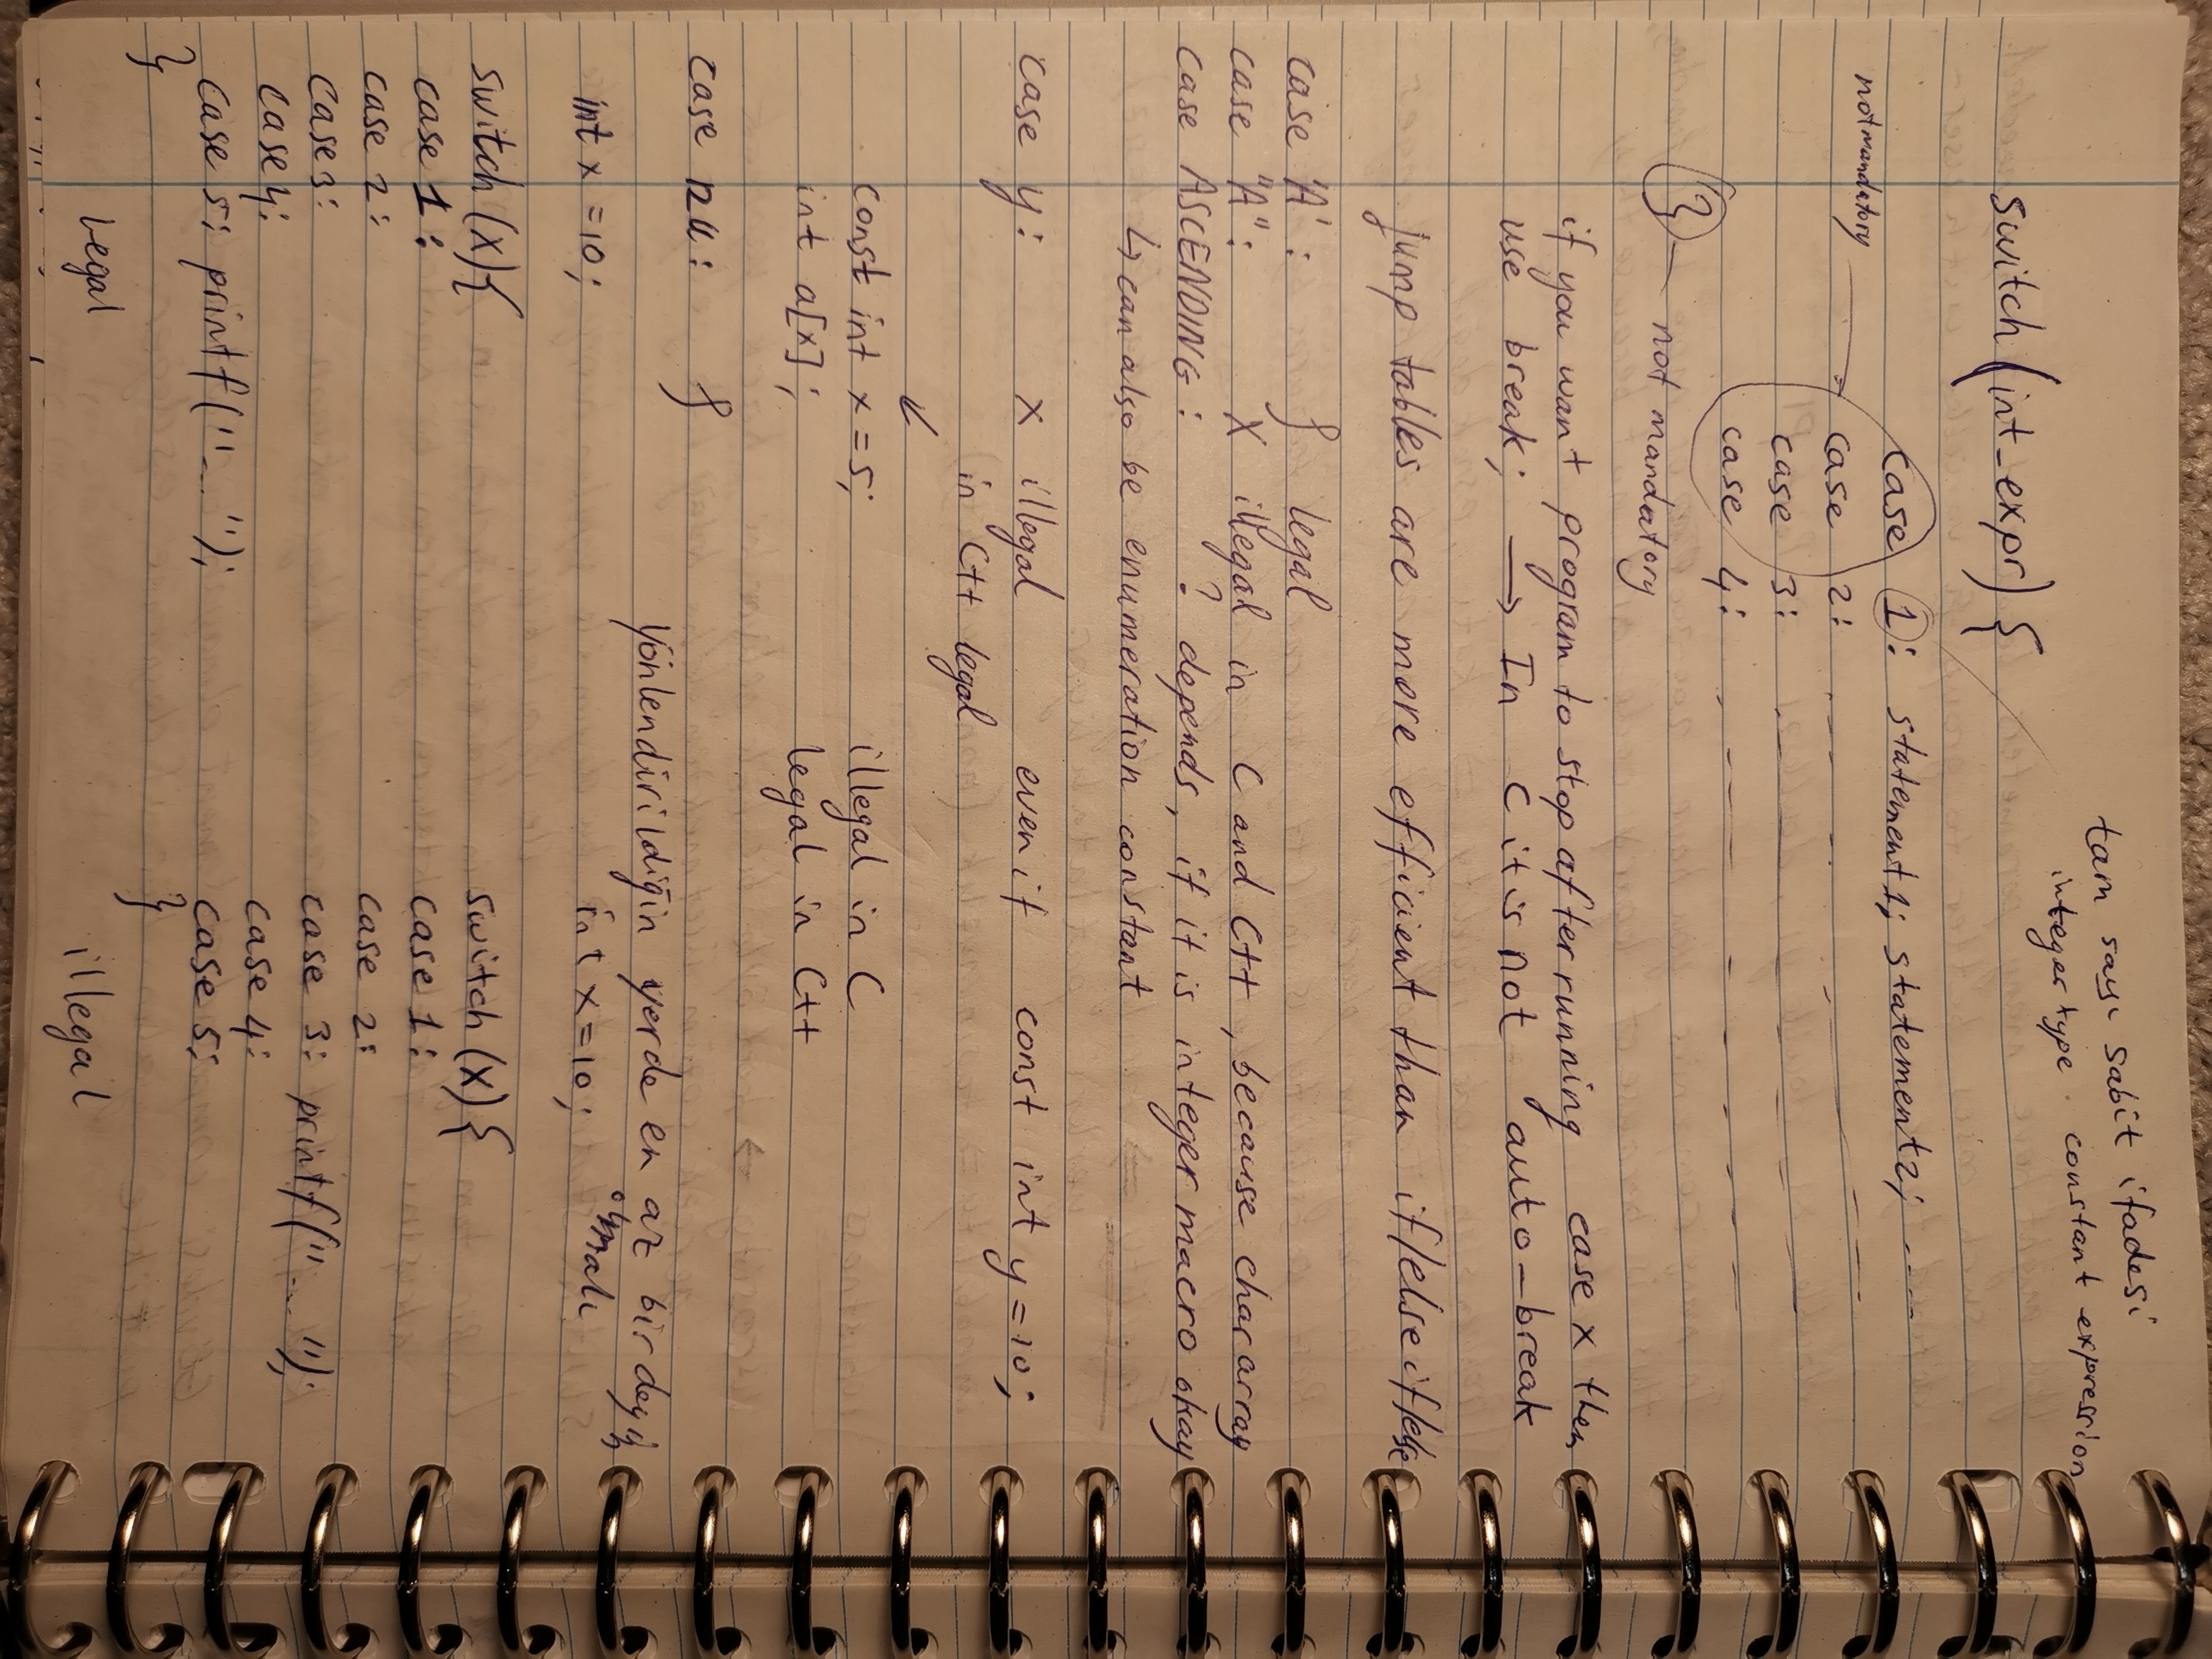 tam sayı sabit ifadesi
integer type constant expression
switch (int_expr) {
case 1: statement1; statement2; ....
not mandatory
case 2:
case 3:
case 4:
}
not mandatory
if you want program to stop after running case x then
use break; → In C it is not auto-break
jump tables are more efficient than if/else if/else
case 'A' : } legal
case "A" : X illegal in C and C++, because char array
case ASCENDING : ? depends, if it is integer macro okay
↳ can also be enumeration constant
case y : X illegal even if const int y = 10;
in C++ legal
↙
const int x = 5; illegal in C
int a[x]; legal in C++
case : }
Yönlendirildiğin yerde en az bir
olmalı
int x = 10; int x = 10;
switch (x) { switch (x) {
case 1: case 1:
case 2: case 2:
case 3: case 3: printf("...");
case 4: case 4:
case 5: printf("..."); case 5:
} }
Legal illegal